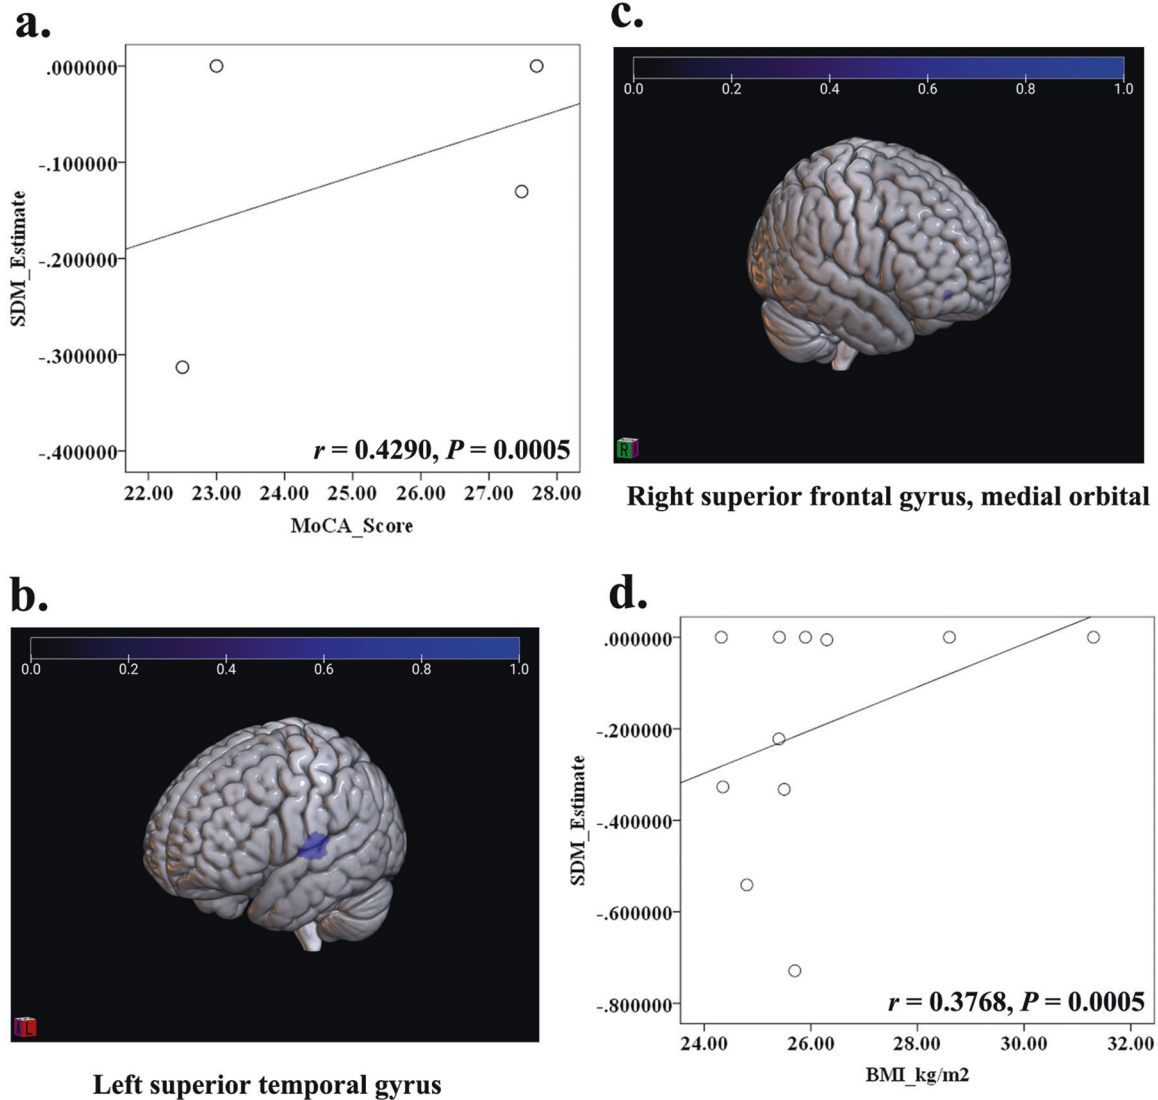 a.
.000000
-.100000
-.200000
-.300000
-.400000
SDM_Estimate
r = 0.4290, P = 0.0005
22.00 23.00 24.00 25.00 26.00 27.00 28.00
MoCA_Score
c.
0.0 0.2 0.4 0.6 0.8 1.0
R
Right superior frontal gyrus, medial orbital
b.
0.0 0.2 0.4 0.6 0.8 1.0
A L
Left superior temporal gyrus
d.
.000000
-.200000
-.400000
-.600000
-.800000
SDM_Estimate
r = 0.3768, P = 0.0005
24.00 26.00 28.00 30.00 32.00
BMI_kg/m2